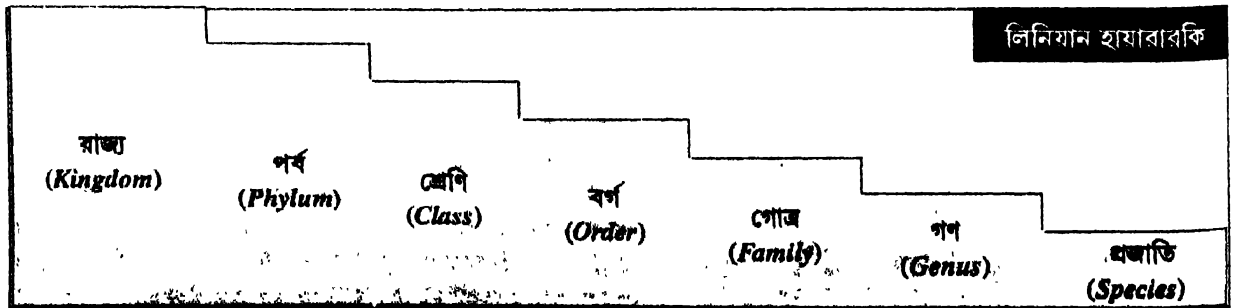 লিনিয়ান হায়ারারকি
রাজ্য
(Kingdom)
পর্ব
(Phylum)
শ্রেণি
(Class)
বর্গ
(Order)
গোত্র
(Family)
গণ
(Genus)
প্রজাতি
(Species)